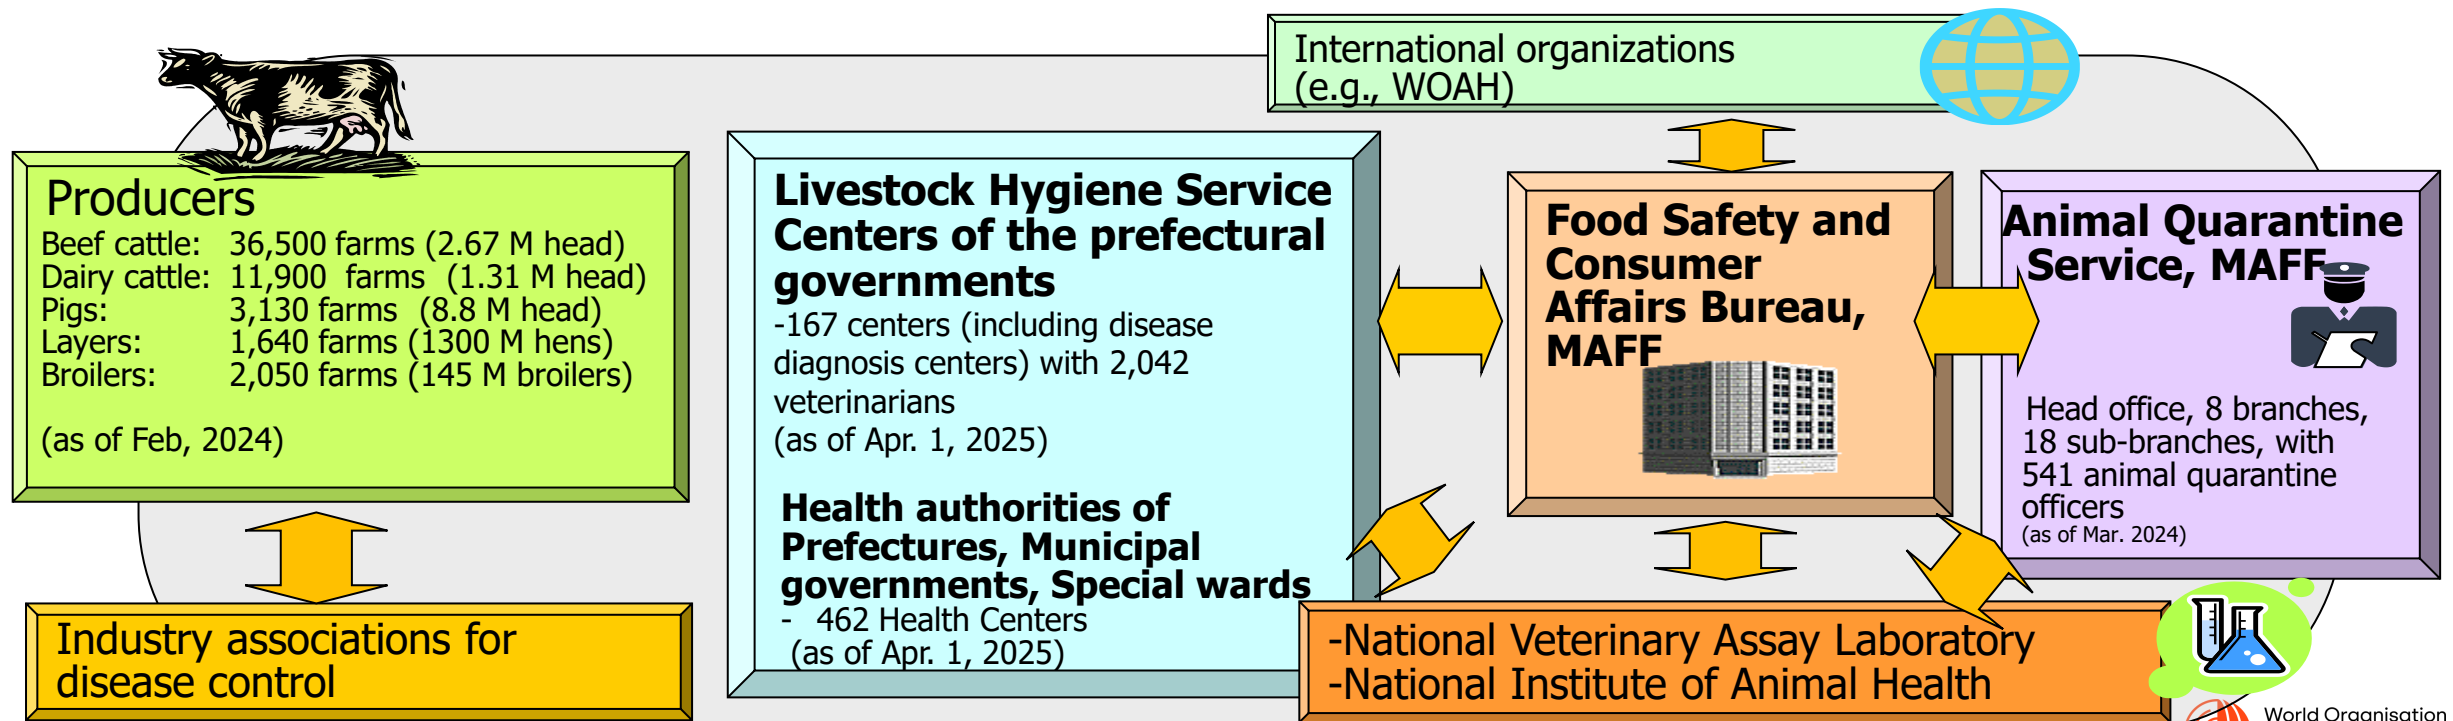 International organizations
(e.g., WOAH)
Producers
Beef cattle: 36,500 farms (2.67 M head)
Dairy cattle: 11,900 farms (1.31 M head)
Pigs: 3,130 farms (8.8 M head)
Layers: 1,640 farms (1300 M hens)
Broilers: 2,050 farms (145 M broilers)
(as of Feb, 2024)
Industry associations for
disease control
Livestock Hygiene Service
Centers of the prefectural
governments
-167 centers (including disease
diagnosis centers) with 2,042
veterinarians
(as of Apr. 1, 2025)
Health authorities of
Prefectures, Municipal
governments, Special wards
- 462 Health Centers
(as of Apr. 1, 2025)
Food Safety and
Consumer
Affairs Bureau,
MAFF
Animal Quarantine
Service, MAFF
Head office, 8 branches,
18 sub-branches, with
541 animal quarantine
officers
(as of Mar. 2024)
-National Veterinary Assay Laboratory
-National Institute of Animal Health
World Organisation